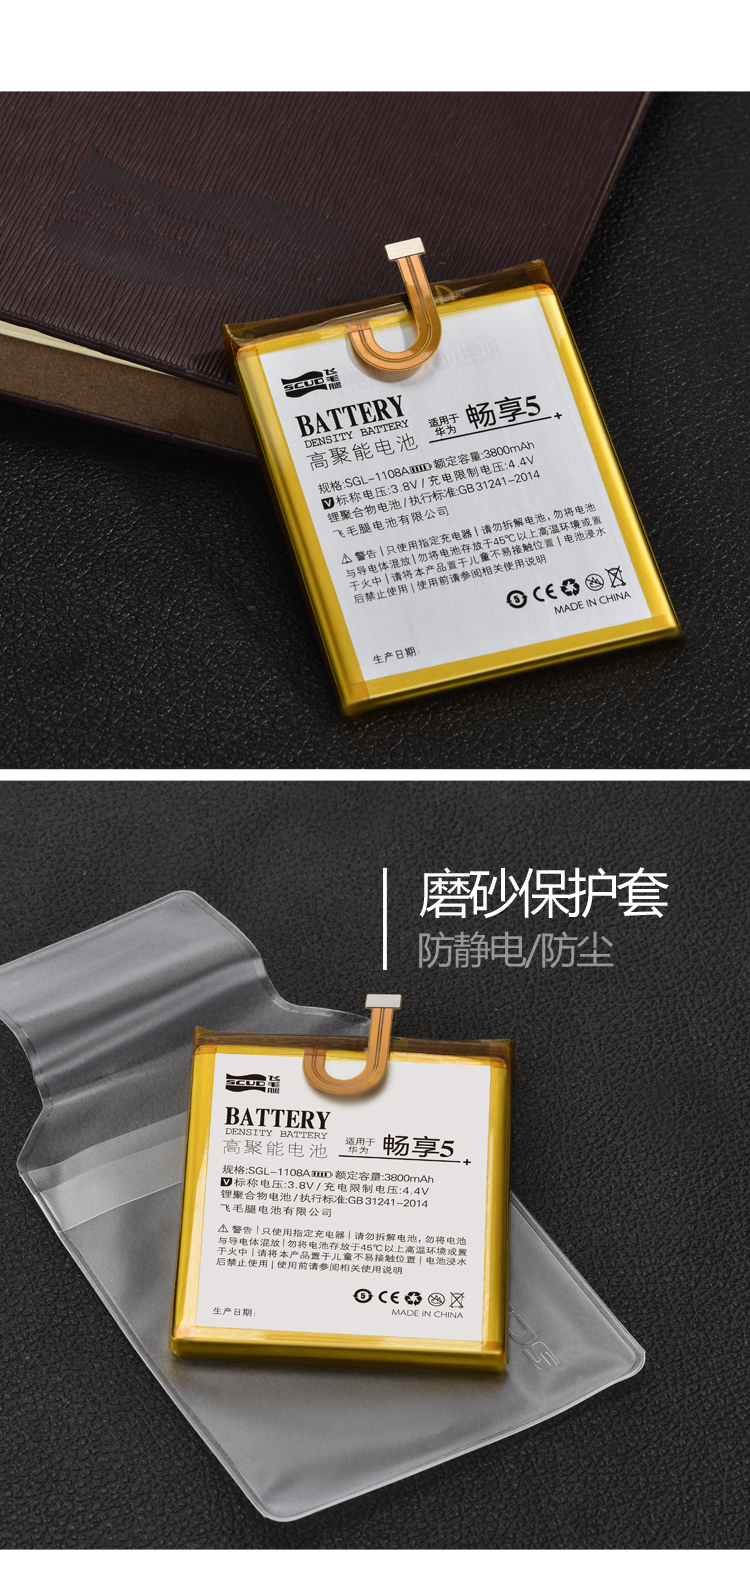 SCUD 飞毛腿
BATTERY
DENSITY BATTERY
高聚能电池
适用于
华为
畅享5
规格:SGL-1108A 额定容量:3800mAh
V 标称电压:3.8V/充电限制电压:4.4V
锂聚合物电池/执行标准:GB 31241-2014
飞毛腿电池有限公司
警告|只使用指定充电器|请勿拆解电池,勿将电池
与导电体混放|勿将电池存放于45℃以上高温环境或置
于火中|请将本产品置于儿童不易接触位置|电池浸水
后禁止使用|使用前请参阅相关使用说明
CE
MADE IN CHINA
生产日期:
磨砂保护套
防静电/防尘
SCUD 飞毛腿
BATTERY
DENSITY BATTERY
高聚能电池
适用于
华为
畅享5
规格:SGL-1108A 额定容量:3800mAh
V 标称电压:3.8V/充电限制电压:4.4V
锂聚合物电池/执行标准:GB 31241-2014
飞毛腿电池有限公司
警告|只使用指定充电器|请勿拆解电池,勿将电池
与导电体混放|勿将电池存放于45℃以上高温环境或置
于火中|请将本产品置于儿童不易接触位置|电池浸水
后禁止使用|使用前请参阅相关使用说明
CE
MADE IN CHINA
生产日期: